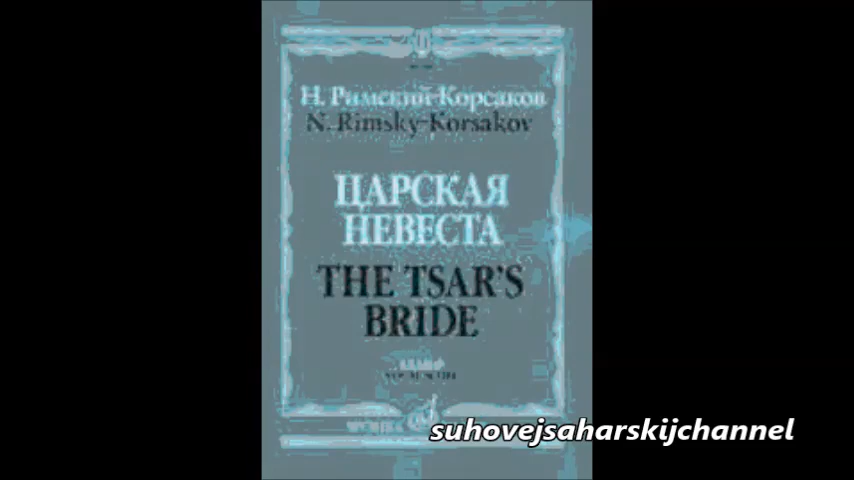 Н. Римский-Корсаков
N. Rimsky-Korsakov
ЦАРСКАЯ
НЕВЕСТА
THE TSAR'S
BRIDE
suhovejsaharskijchannel